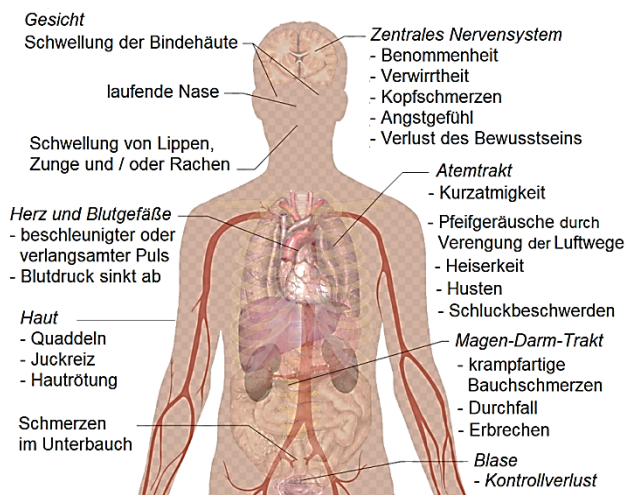 Gesicht
Schwellung der Bindehäute
laufende Nase
Schwellung von Lippen,
Zunge und / oder Rachen
Herz und Blutgefäße
- beschleunigter oder
verlangsamter Puls
- Blutdruck sinkt ab
Haut
- Quaddeln
- Juckreiz
- Hautrötung
Schmerzen
im Unterbauch
Zentrales Nervensystem
- Benommenheit
- Verwirrtheit
- Kopfschmerzen
- Angstgefühl
- Verlust des Bewusstseins
Atemtrakt
- Kurzatmigkeit
- Pfeifgeräusche durch
Verengung der Luftwege
- Heiserkeit
- Husten
- Schluckbeschwerden
Magen-Darm-Trakt
- krampfartige
Bauchschmerzen
- Durchfall
- Erbrechen
Blase
- Kontrollverlust